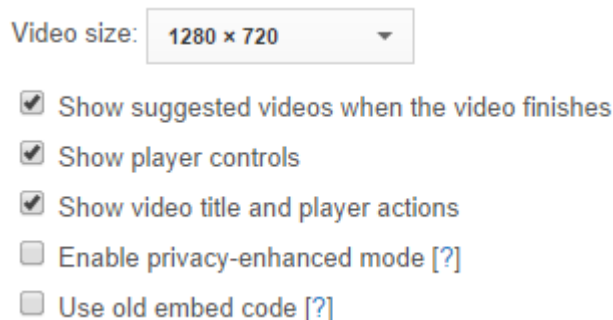 Video size: 1280 × 720
Show suggested videos when the video finishes
Show player controls
Show video title and player actions
Enable privacy-enhanced mode [?]
Use old embed code [?]